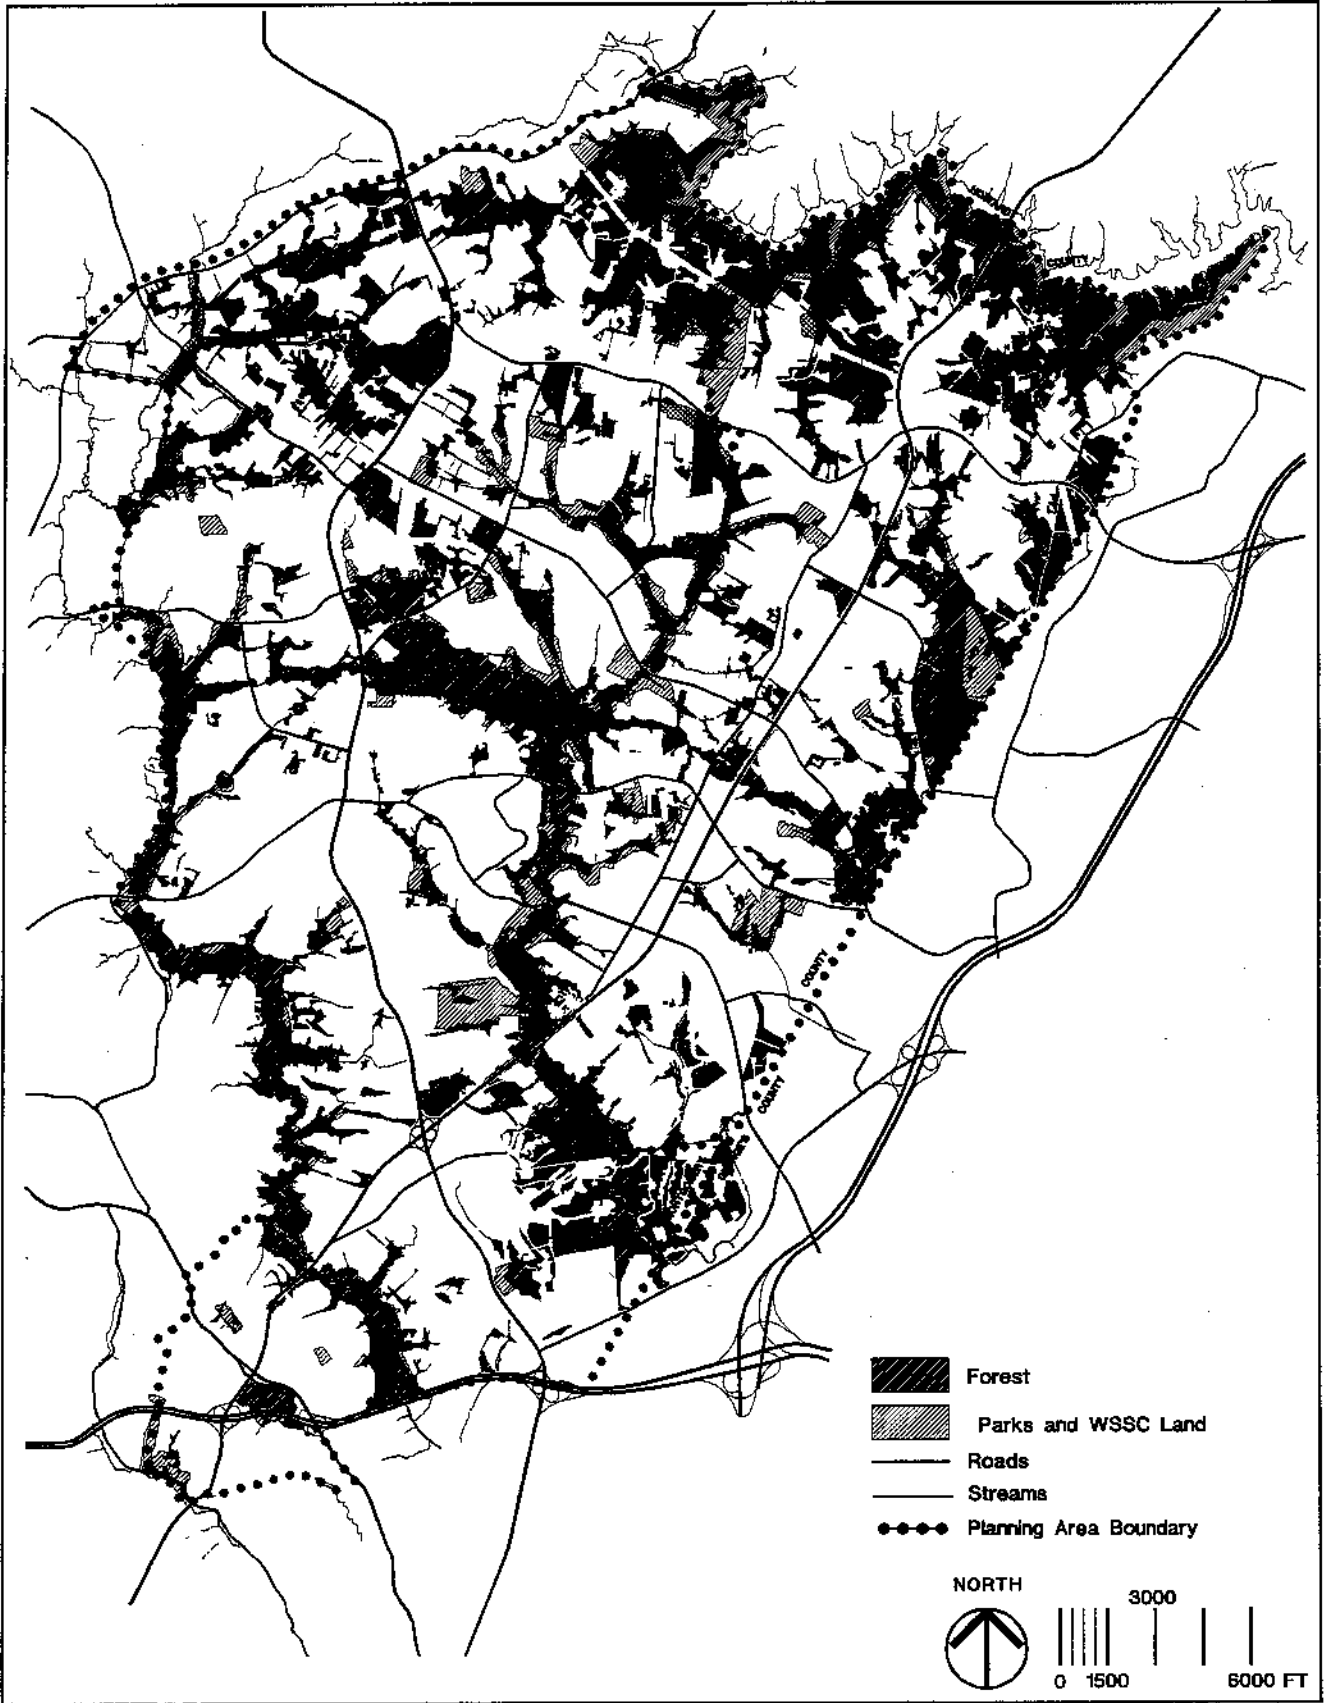 COUNTY
COUNTY
COUNTY
Forest
Parks and WSSC Land
Roads
Streams
Planning Area Boundary
NORTH
3000
0 1500 6000 FT